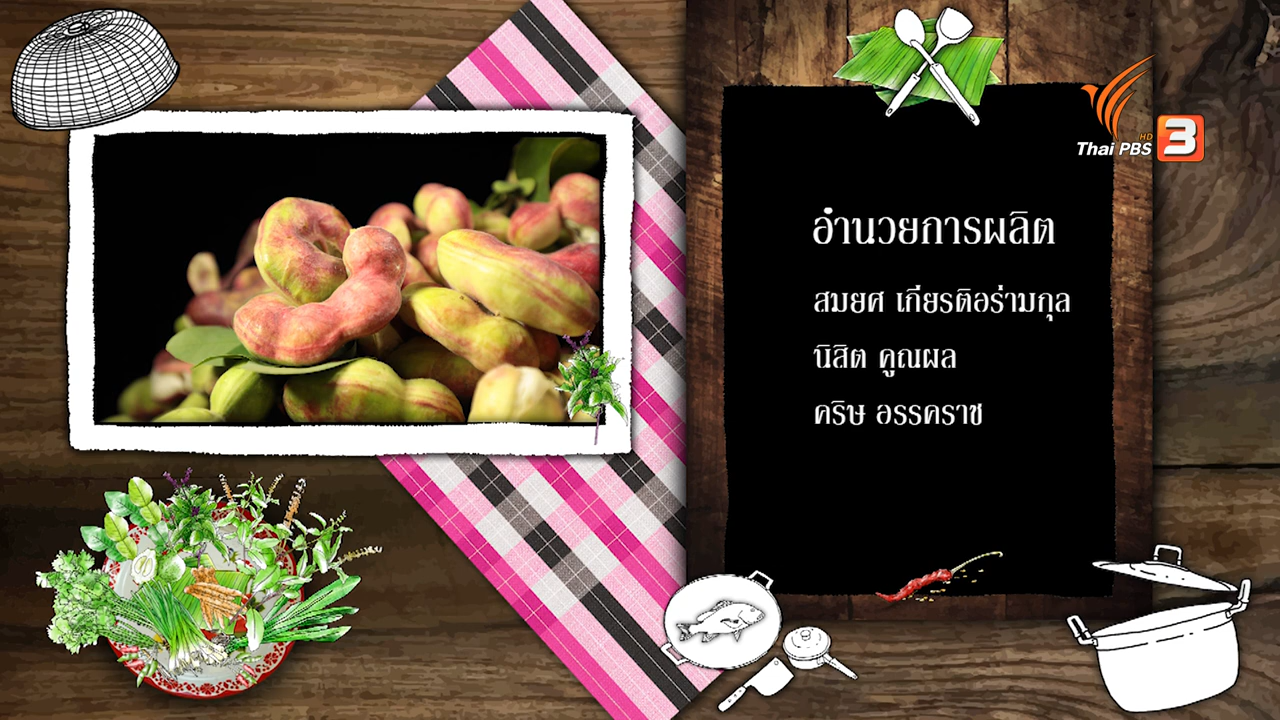 HD
Thai PBS 3
อำนวยการผลิต
สมยศ เกียรติอร่ามกุล
นิสิต คูณผล
คริษ อรรคราช